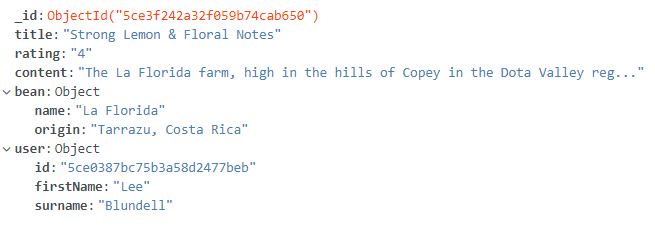 _id: ObjectId("5ce3f242a32f059b74cab650")
title: "Strong Lemon & Floral Notes"
rating: "4"
content: "The La Florida farm, high in the hills of Copey in the Dota Valley reg..."
bean: Object
name: "La Florida"
origin: "Tarrazu, Costa Rica"
user: Object
id: "5ce0387bc75b3a58d2477beb"
firstName: "Lee"
surname: "Blundell"